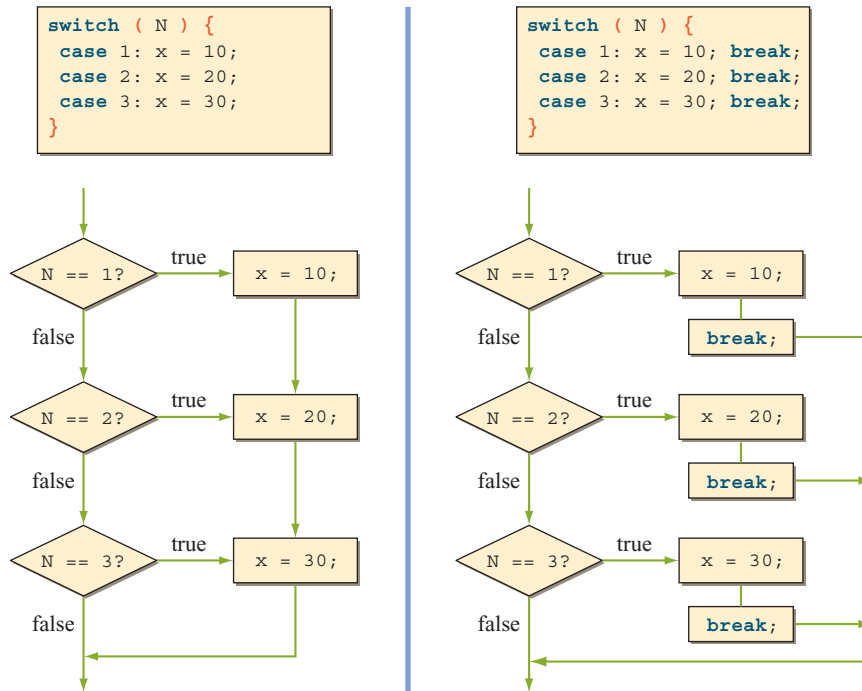 switch ( N ) {
case 1: x = 10;
case 2: x = 20;
case 3: x = 30;
}
N == 1?
true
x = 10;
false
N == 2?
true
x = 20;
false
N == 3?
true
x = 30;
false
switch ( N ) {
case 1: x = 10; break;
case 2: x = 20; break;
case 3: x = 30; break;
}
N == 1?
true
x = 10;
break;
false
N == 2?
true
x = 20;
break;
false
N == 3?
true
x = 30;
break;
false